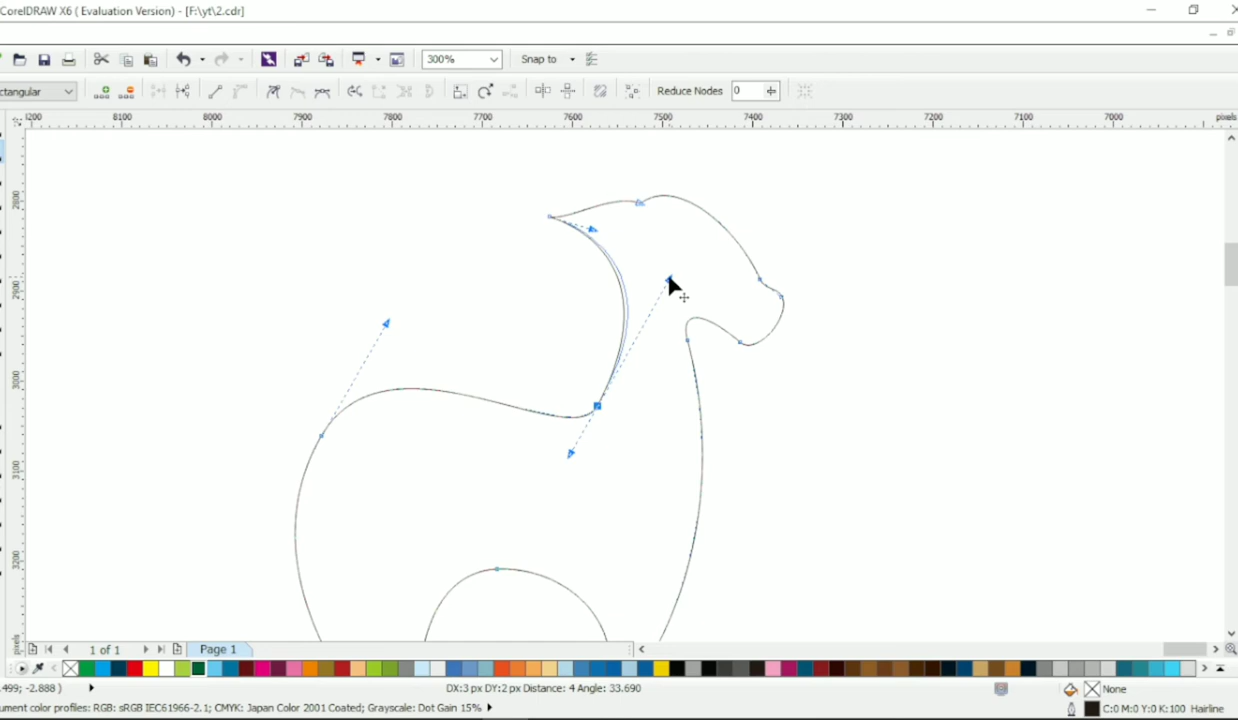 CorelDRAW X6 ( Evaluation Version) - [F:\yt\2.cdr]
300% Snap to
ctangular Reduce Nodes 0
7200 8100 8000 7900 7800 7700 7600 7500 7400 7300 7200 7100 7000 pixels
2800
2900
3000
3100
3200
pixels
1 of 1 Page 1
.499; -2.888 ) DX:3 px DY:2 px Distance: 4 Angle: 33.690 None
ument color profiles: RGB: sRGB IEC61966-2.1; CMYK: Japan Color 2001 Coated; Grayscale: Dot Gain 15% C:0 M:0 Y:0 K:100 Hairline